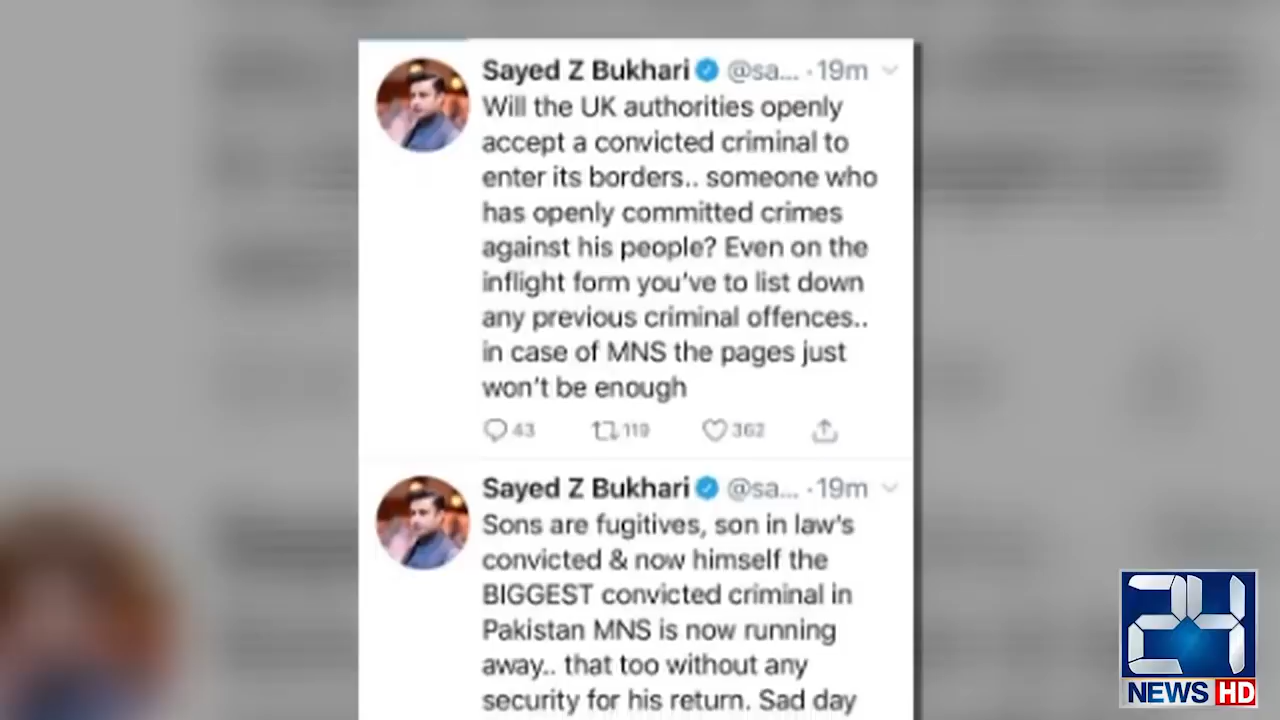 Sayed Z Bukhari @sa... · 19m
Will the UK authorities openly
accept a convicted criminal to
enter its borders.. someone who
has openly committed crimes
against his people? Even on the
inflight form you've to list down
any previous criminal offences..
in case of MNS the pages just
won't be enough
43 119 362
Sayed Z Bukhari @sa... · 19m
Sons are fugitives, son in law's
convicted & now himself the
BIGGEST convicted criminal in
Pakistan MNS is now running
away.. that too without any
security for his return. Sad day
24
NEWS HD